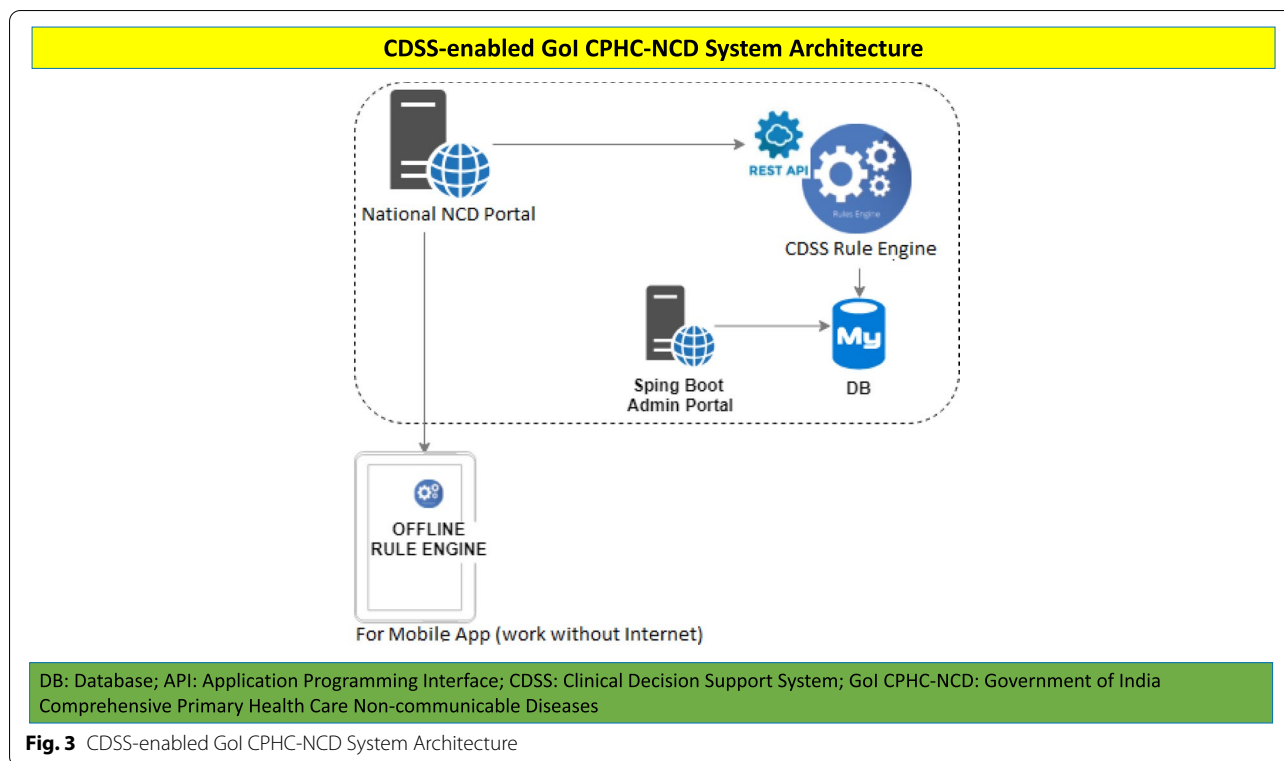 CDSS-enabled GoI CPHC-NCD System Architecture
REST API
Rules Engine
National NCD Portal
CDSS Rule Engine
My
Sping Boot
Admin Portal
DB
OFFLINE
RULE ENGINE
For Mobile App (work without Internet)
DB: Database; API: Application Programming Interface; CDSS: Clinical Decision Support System; GoI CPHC-NCD: Government of India
Comprehensive Primary Health Care Non-communicable Diseases
Fig. 3 CDSS-enabled GoI CPHC-NCD System Architecture